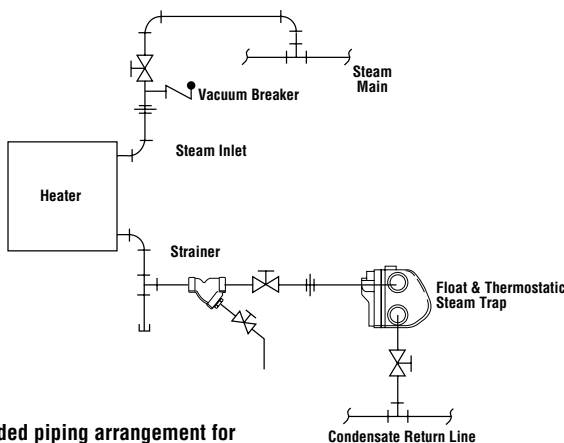 Steam
Main
Vacuum Breaker
Steam Inlet
Heater
Strainer
Float & Thermostatic
Steam Trap
ded piping arrangement for
Condensate Return Line